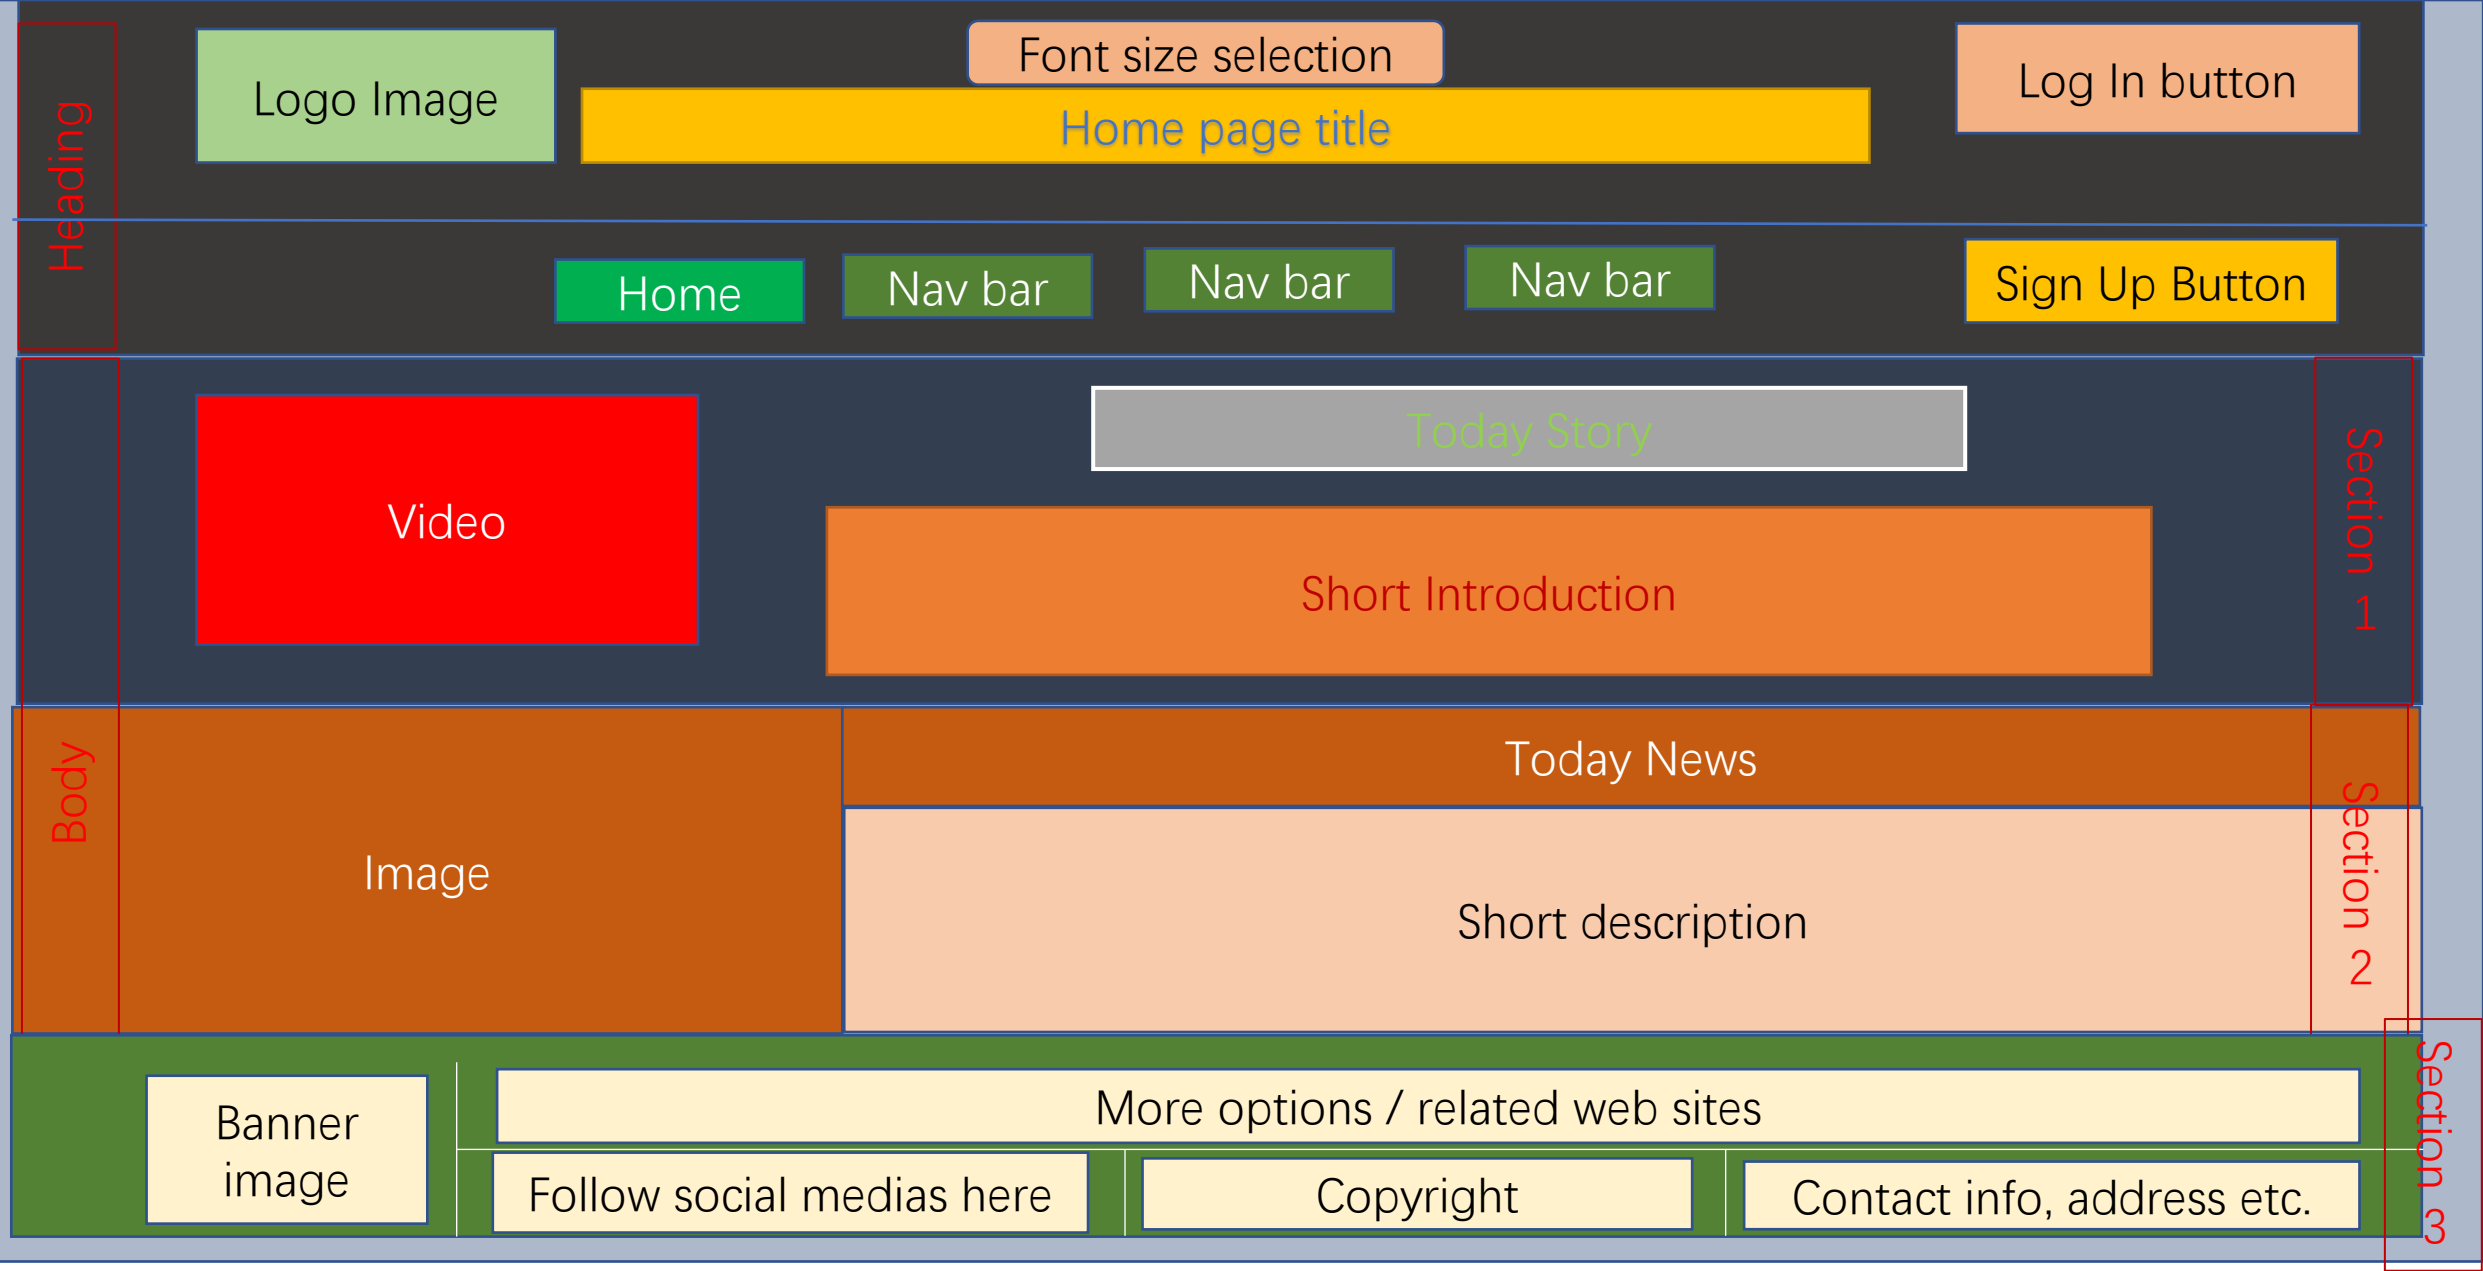 Heading
Logo Image
Font size selection
Home page title
Log In button
Home
Nav bar
Nav bar
Nav bar
Sign Up Button
Body
Video
Today Story
Short Introduction
Section 1
Image
Today News
Short description
Section 2
Banner
image
More options / related web sites
Follow social medias here
Copyright
Contact info, address etc.
Section 3